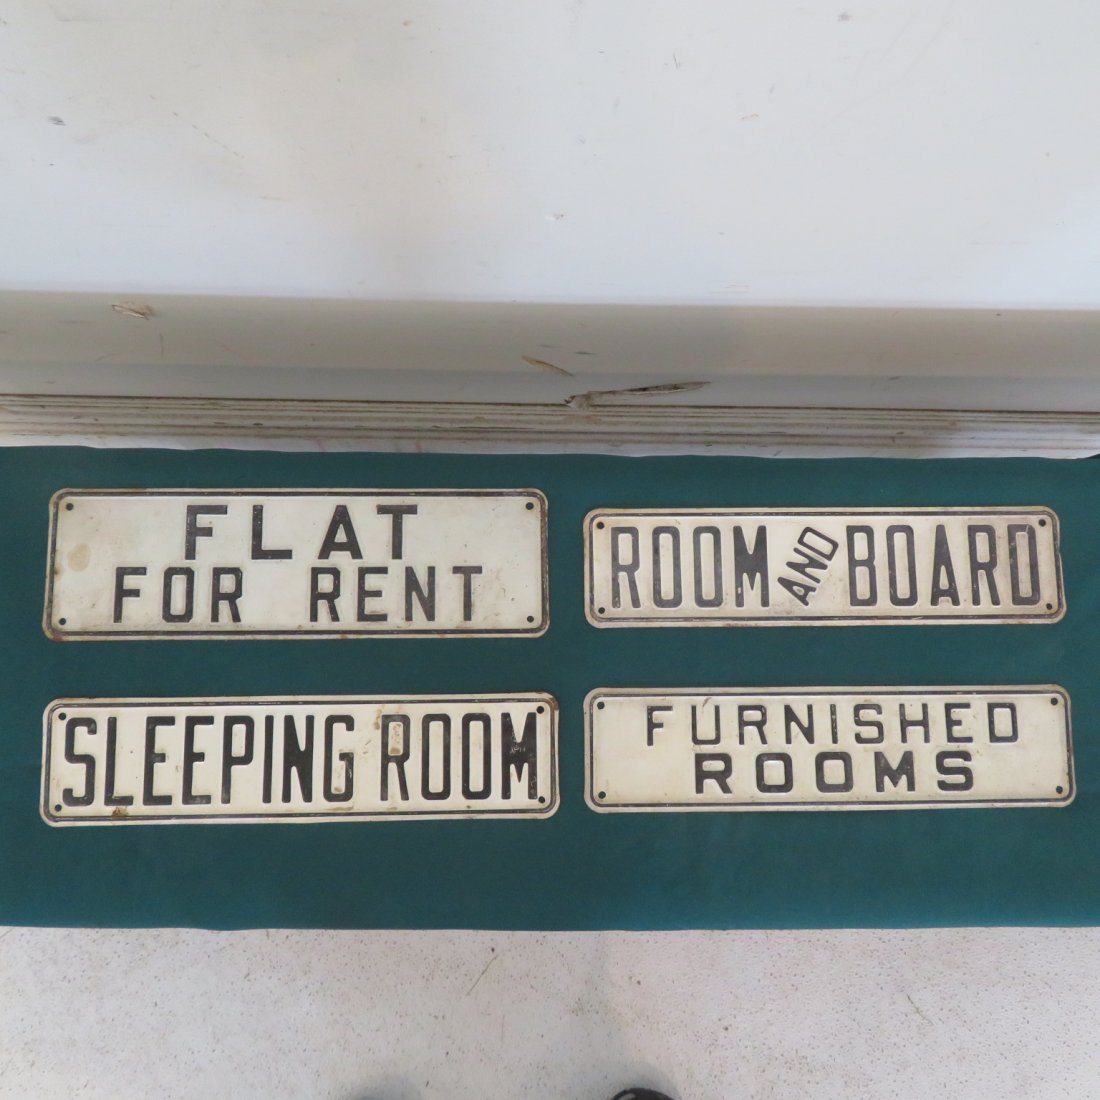 FLAT
FOR RENT
ROOM AND BOARD
SLEEPING ROOM
FURNISHED
ROOMS